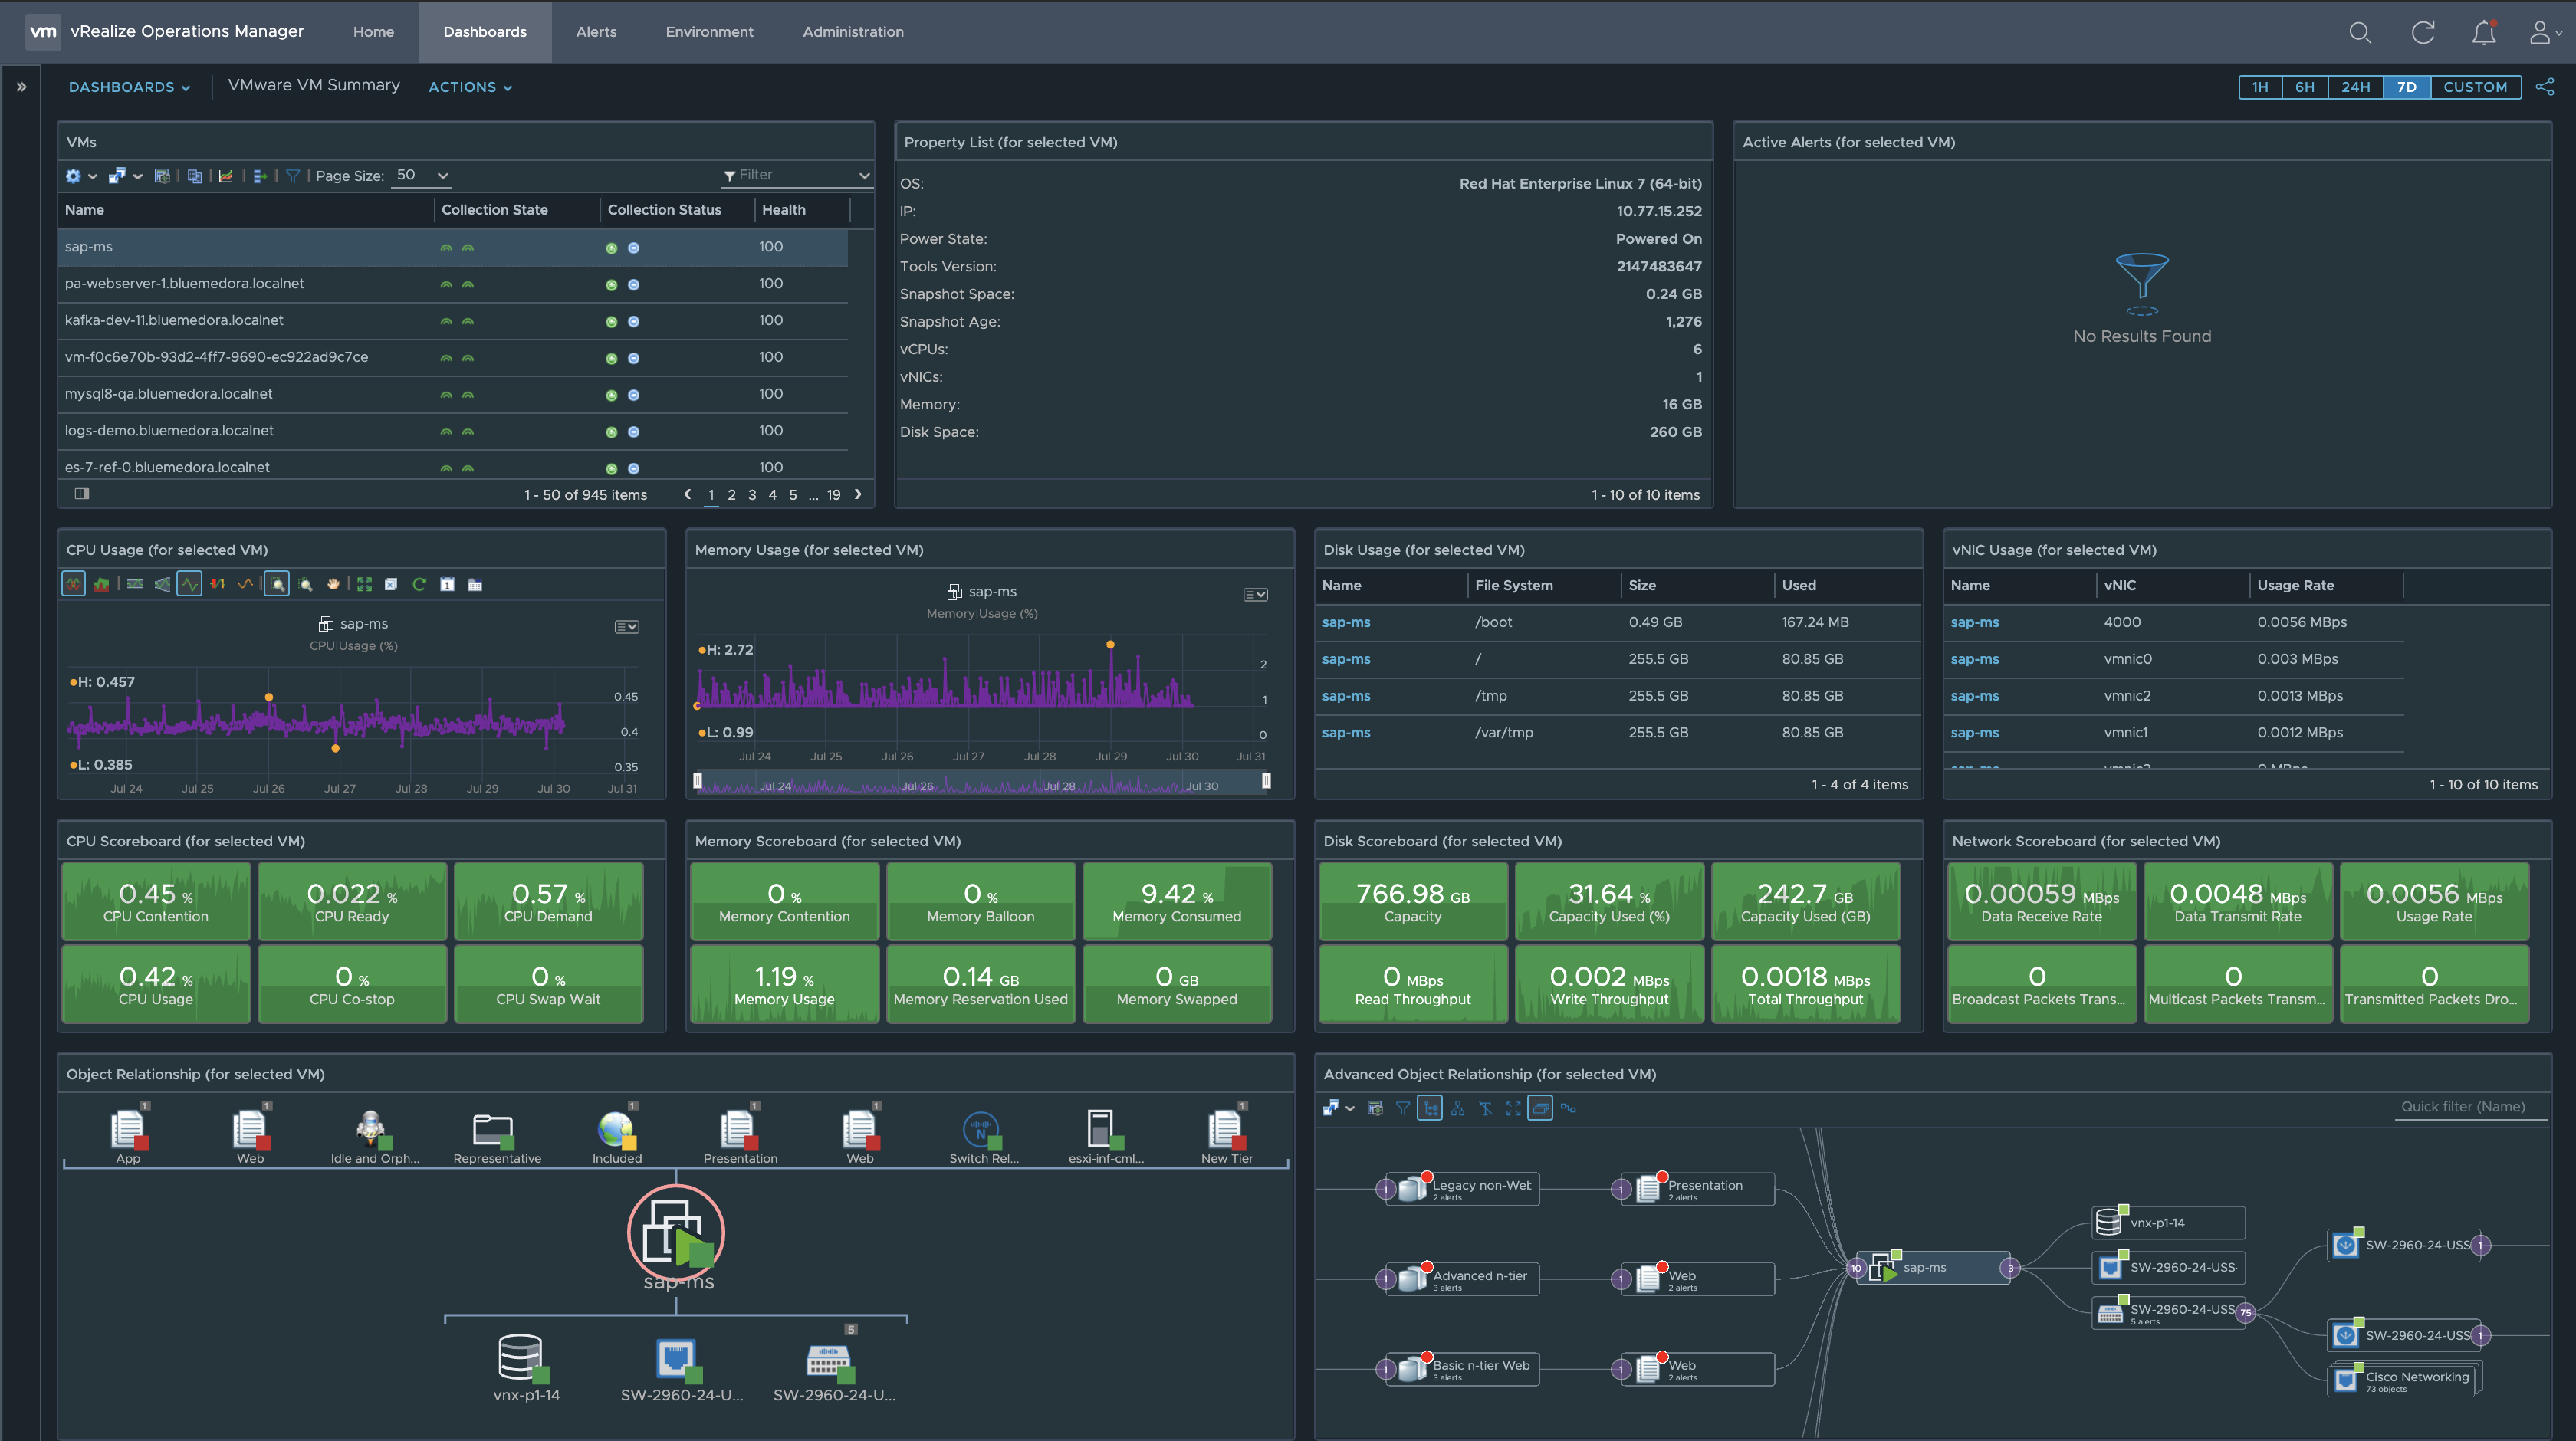 vm vRealize Operations Manager Home Dashboards Alerts Environment Administration
DASHBOARDS VMware VM Summary ACTIONS 1H 6H 24H 7D CUSTOM
VMs
Page Size: 50 Filter
Name Collection State Collection Status Health
sap-ms 100
pa-webserver-1.bluemedora.localnet 100
kafka-dev-11.bluemedora.localnet 100
vm-f0c6e70b-93d2-4ff7-9690-ec922ad9c7ce 100
mysql8-qa.bluemedora.localnet 100
logs-demo.bluemedora.localnet 100
es-7-ref-0.bluemedora.localnet 100
1 - 50 of 945 items 1 2 3 4 5 ... 19
Property List (for selected VM)
OS: Red Hat Enterprise Linux 7 (64-bit)
IP: 10.77.15.252
Power State: Powered On
Tools Version: 2147483647
Snapshot Space: 0.24 GB
Snapshot Age: 1,276
vCPUs: 6
vNICs: 1
Memory: 16 GB
Disk Space: 260 GB
1 - 10 of 10 items
Active Alerts (for selected VM)
No Results Found
CPU Usage (for selected VM)
sap-ms
CPU|Usage (%)
H: 0.457
0.45
0.4
L: 0.385
0.35
Jul 24 Jul 25 Jul 26 Jul 27 Jul 28 Jul 29 Jul 30 Jul 31
Memory Usage (for selected VM)
sap-ms
Memory|Usage (%)
H: 2.72
2
1
L: 0.99
0
Jul 24 Jul 25 Jul 26 Jul 27 Jul 28 Jul 29 Jul 30 Jul 31
Jul 24 Jul 26 Jul 28 Jul 30
Disk Usage (for selected VM)
Name File System Size Used
sap-ms /boot 0.49 GB 167.24 MB
sap-ms / 255.5 GB 80.85 GB
sap-ms /tmp 255.5 GB 80.85 GB
sap-ms /var/tmp 255.5 GB 80.85 GB
1 - 4 of 4 items
vNIC Usage (for selected VM)
Name vNIC Usage Rate
sap-ms 4000 0.0056 MBps
sap-ms vmnic0 0.003 MBps
sap-ms vmnic2 0.0013 MBps
sap-ms vmnic1 0.0012 MBps
1 - 10 of 10 items
CPU Scoreboard (for selected VM)
0.45 % 0.022 % 0.57 %
CPU Contention CPU Ready CPU Demand
0.42 % 0 % 0 %
CPU Usage CPU Co-stop CPU Swap Wait
Memory Scoreboard (for selected VM)
0 % 0 % 9.42 %
Memory Contention Memory Balloon Memory Consumed
1.19 % 0.14 GB 0 GB
Memory Usage Memory Reservation Used Memory Swapped
Disk Scoreboard (for selected VM)
766.98 GB 31.64 % 242.7 GB
Capacity Capacity Used (%) Capacity Used (GB)
0 MBps 0.002 MBps 0.0018 MBps
Read Throughput Write Throughput Total Throughput
Network Scoreboard (for selected VM)
0.00059 MBps 0.0048 MBps 0.0056 MBps
Data Receive Rate Data Transmit Rate Usage Rate
0 0 0
Broadcast Packets Trans... Multicast Packets Transm... Transmitted Packets Dro...
Object Relationship (for selected VM)
1 1 1 1 1 1
App Web Idle and Orph... Representative Included Presentation Web Switch Rel... esxi-inf-cml... New Tier
sap-ms
5
vnx-p1-14 SW-2960-24-U... SW-2960-24-U...
Advanced Object Relationship (for selected VM)
Quick filter (Name)
1 Legacy non-Wet 1 Presentation
2 alerts 2 alerts
1 Advanced n-tier 1 Web
3 alerts 2 alerts
1 Basic n-tier Web 1 Web
3 alerts 2 alerts
10 sap-ms 3
vnx-p1-14
SW-2960-24-USS
SW-2960-24-USS 75
5 alerts
SW-2960-24-USS 1
SW-2960-24-USS 1
Cisco Networking
73 objects